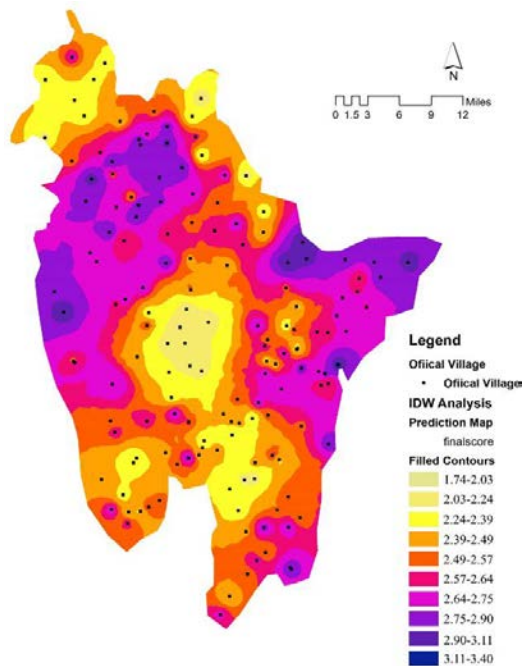 N
Miles
0 1.5 3 6 9 12
Legend
Ofiical Village
Ofiical Village
IDW Analysis
Prediction Map
finalscore
Filled Contours
1.74-2.03
2.03-2.24
2.24-2.39
2.39-2.49
2.49-2.57
2.57-2.64
2.64-2.75
2.75-2.90
2.90-3.11
3.11-3.40